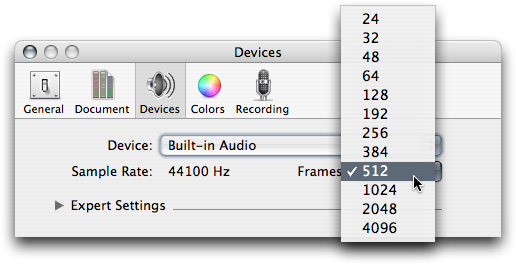 24
32
48
64
128
192
256
384
✓ 512
1024
2048
4096
Devices
General Document Devices Colors Recording
Device: Built-in Audio
Sample Rate: 44100 Hz Frames
Expert Settings